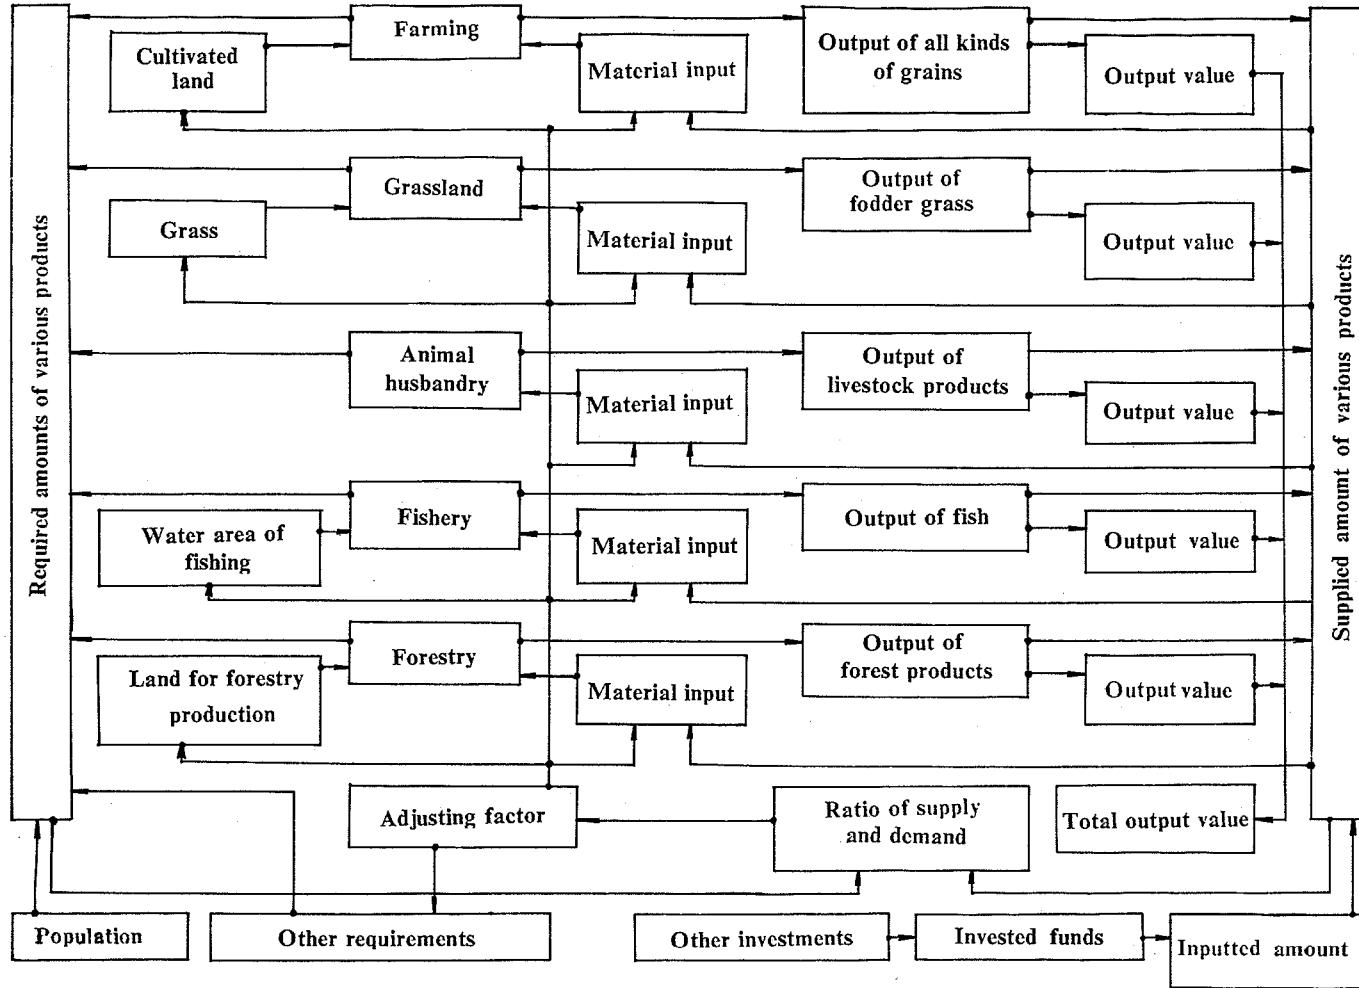 Required amounts of various products
Farming
Cultivated
land
Material input
Output of all kinds
of grains
Output value
Grassland
Grass
Material input
Output of
fodder grass
Output value
Animal
husbandry
Material input
Output of
livestock products
Output value
Fishery
Water area of
fishing
Material input
Output of fish
Output value
Forestry
Land for forestry
production
Material input
Output of
forest products
Output value
Supplied amount of various products
Adjusting factor
Ratio of supply
and demand
Total output value
Population
Other requirements
Other investments
Invested funds
Inputted amount